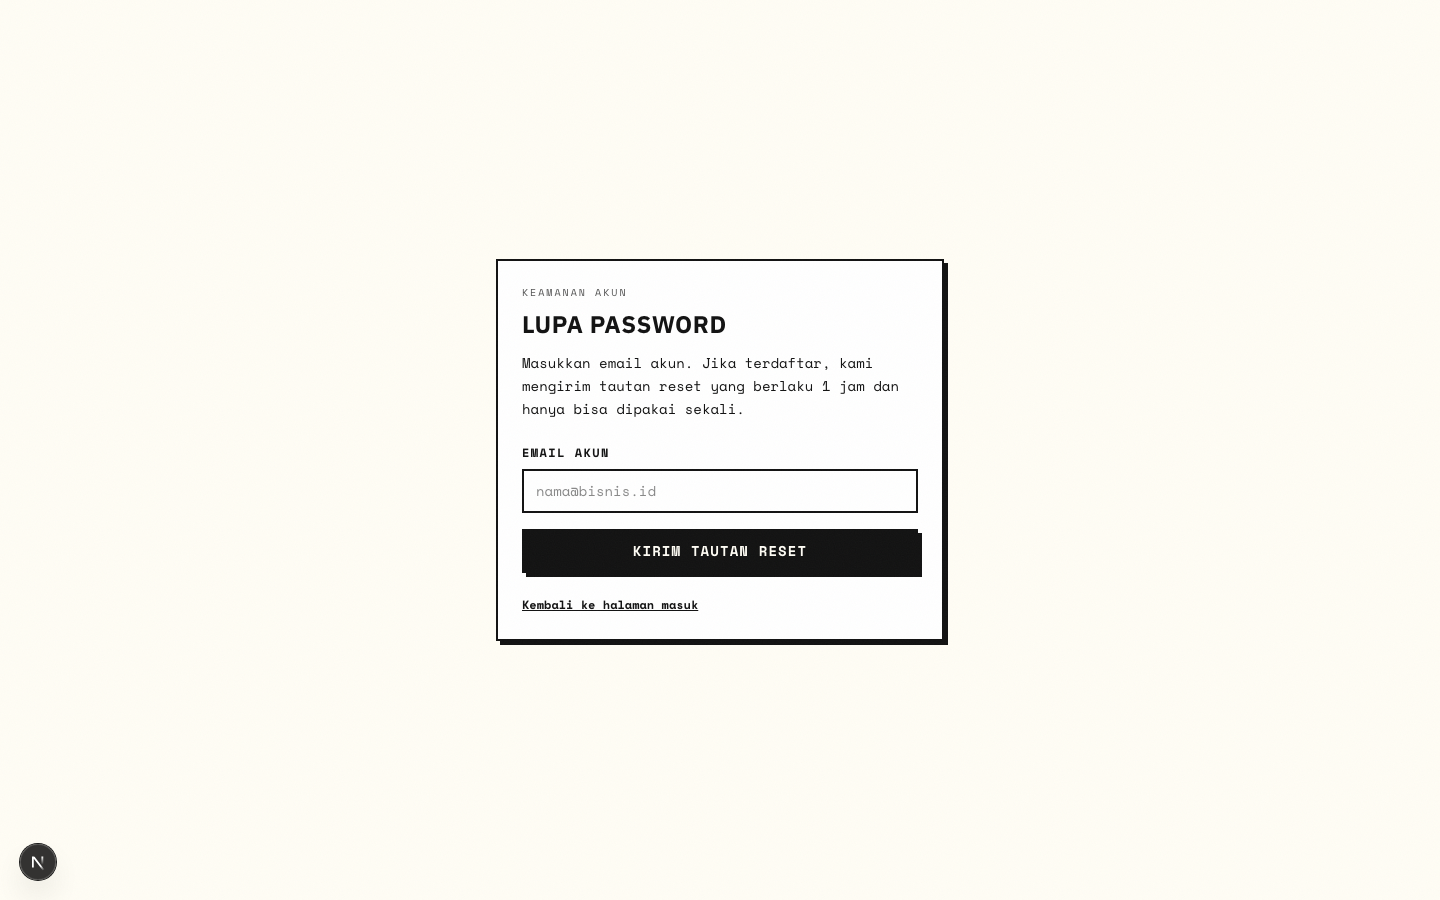 KEAMANAN AKUN
LUPA PASSWORD
Masukkan email akun. Jika terdaftar, kami
mengirim tautan reset yang berlaku 1 jam dan
hanya bisa dipakai sekali.
EMAIL AKUN
nama@bisnis.id
KIRIM TAUTAN RESET
Kembali ke halaman masuk
N